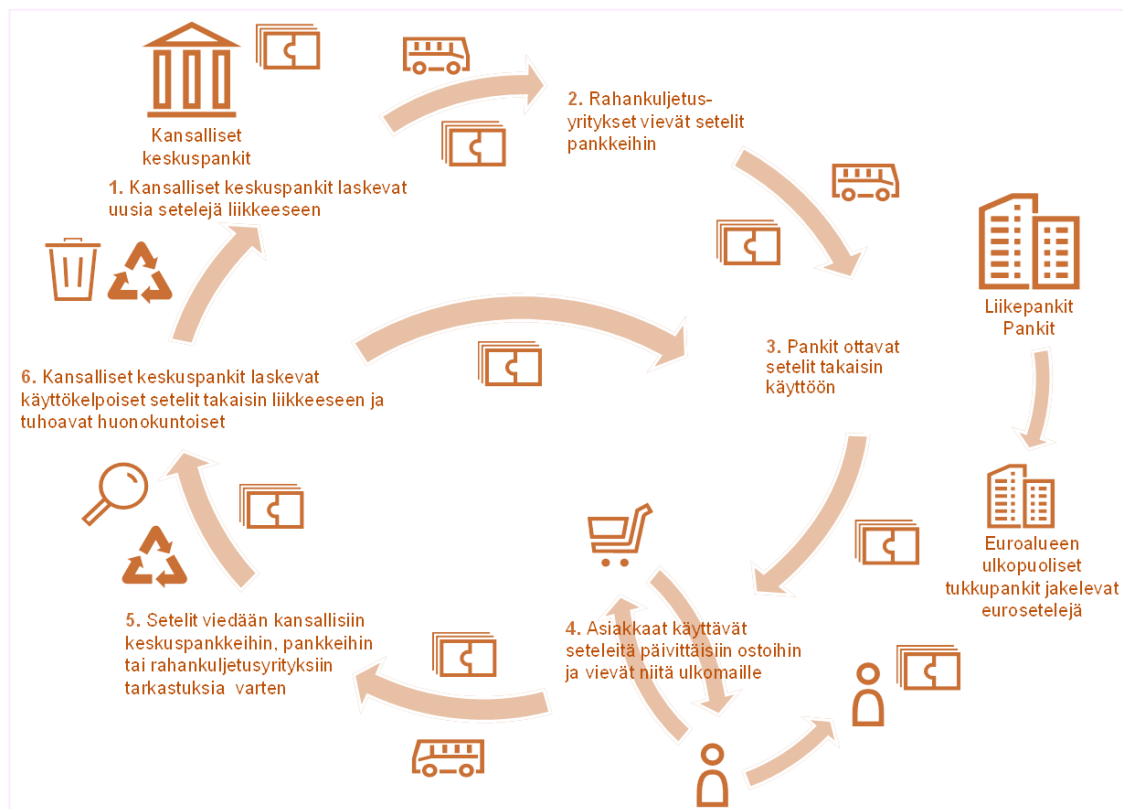 Kansalliset
keskuspankit
1. Kansalliset keskuspankit laskevat
uusia setelejä liikkeeseen
2. Rahankuljetus-
yritykset vievät setelit
pankkeihin
Liikepankit
Pankit
3. Pankit ottavat
setelit takaisin
käyttöön
Euroalueen
ulkopuoliset
tukkupankit jakelevat
eurosetelejä
4. Asiakkaat käyttävät
seteleitä päivittäisiin ostoihin
ja vievät niitä ulkomaille
5. Setelit viedään kansallisiin
keskuspankkeihin, pankkeihin
tai rahankuljetusyrityksiin
tarkastuksia varten
6. Kansalliset keskuspankit laskevat
käyttökelpoiset setelit takaisin liikkeeseen ja
tuhoavat huonokuntoiset